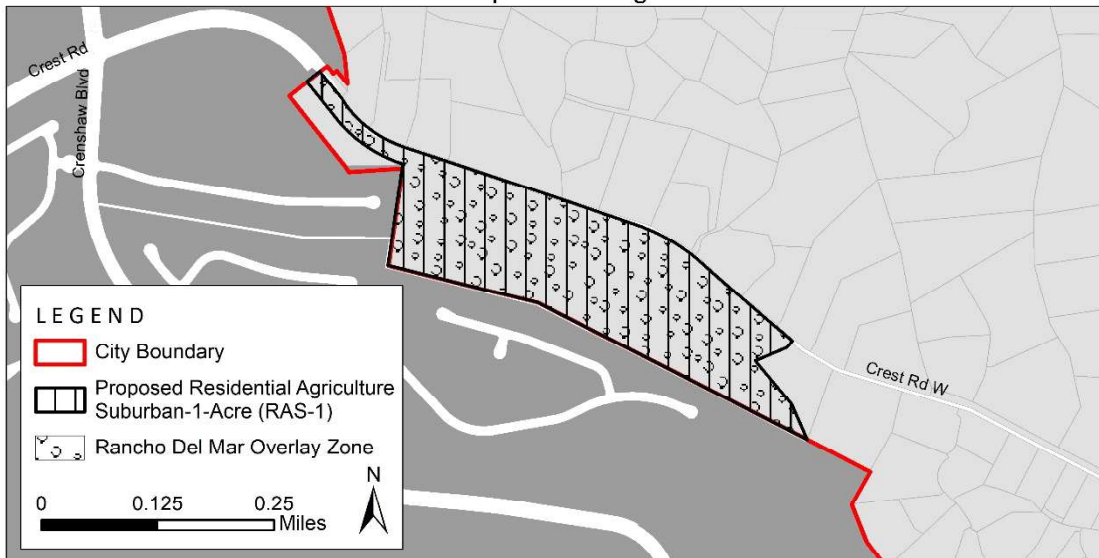 Crest Rd
Crenshaw Blvd
Crest Rd W
LEGEND
City Boundary
Proposed Residential Agriculture
Suburban-1-Acre (RAS-1)
Rancho Del Mar Overlay Zone
N
0 0.125 0.25
Miles